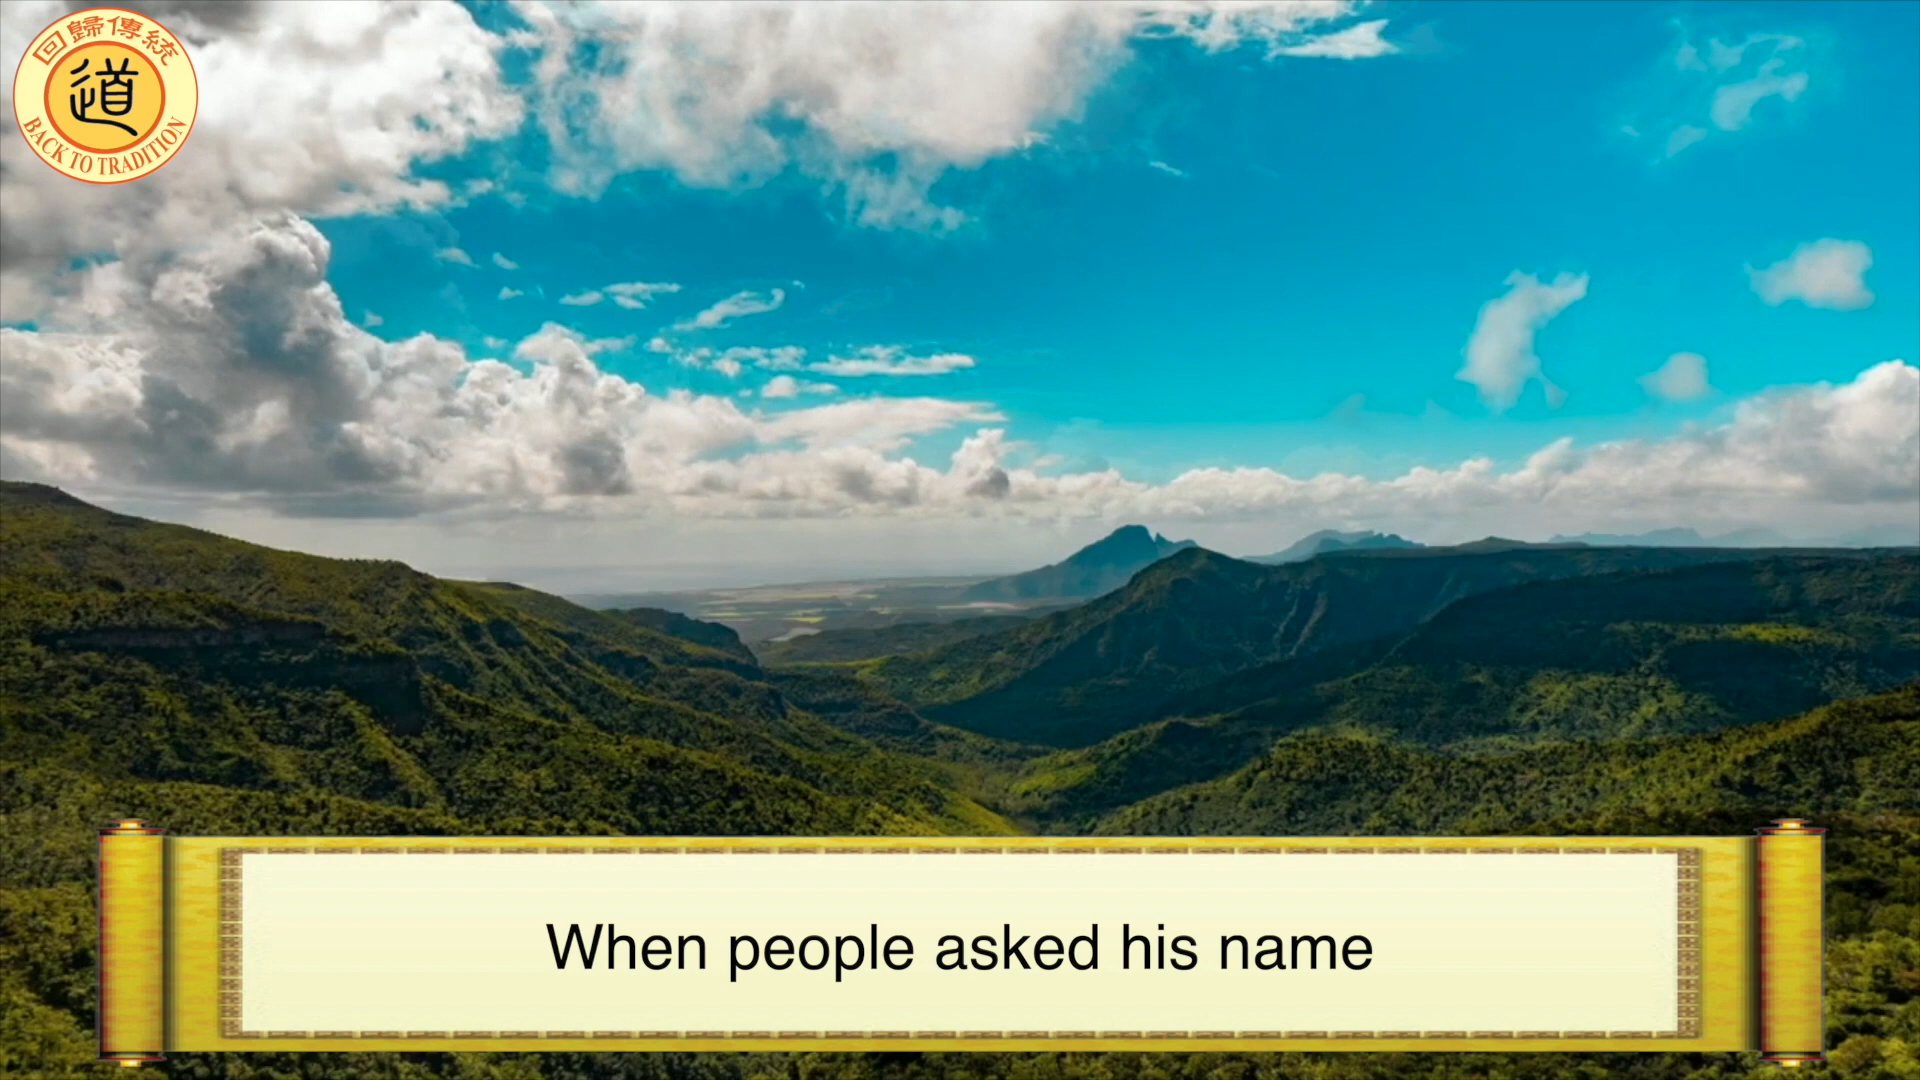 回歸傳統
道
BACK TO TRADITION
When people asked his name